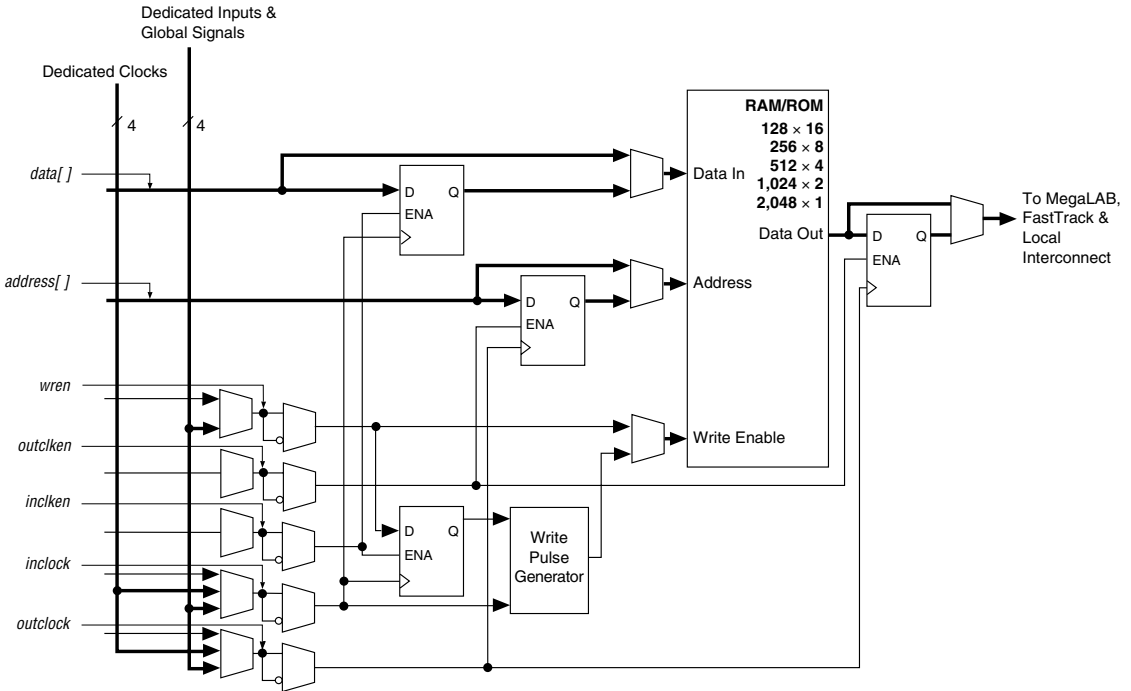 Dedicated Inputs &
Global Signals
Dedicated Clocks
4
4
RAM/ROM
128 × 16
256 × 8
512 × 4
1,024 × 2
2,048 × 1
data[ ]
D
Q
ENA
Data In
Data Out
D
Q
ENA
To MegaLAB,
FastTrack &
Local
Interconnect
address[ ]
D
Q
ENA
Address
wren
Write Enable
outclken
inclken
D
Q
ENA
Write
Pulse
Generator
inclock
outclock